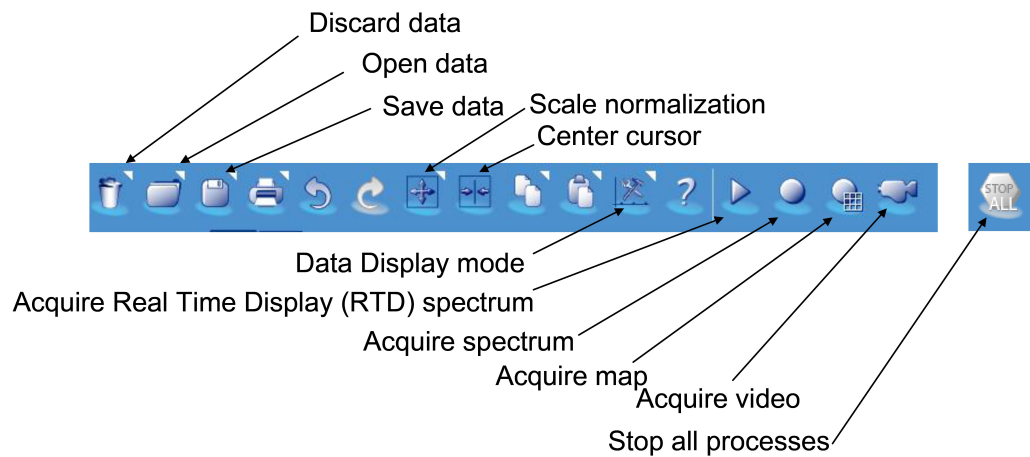 Discard data
Open data
Save data
Scale normalization
Center cursor
?
STOP
ALL
Data Display mode
Acquire Real Time Display (RTD) spectrum
Acquire spectrum
Acquire map
Acquire video
Stop all processes